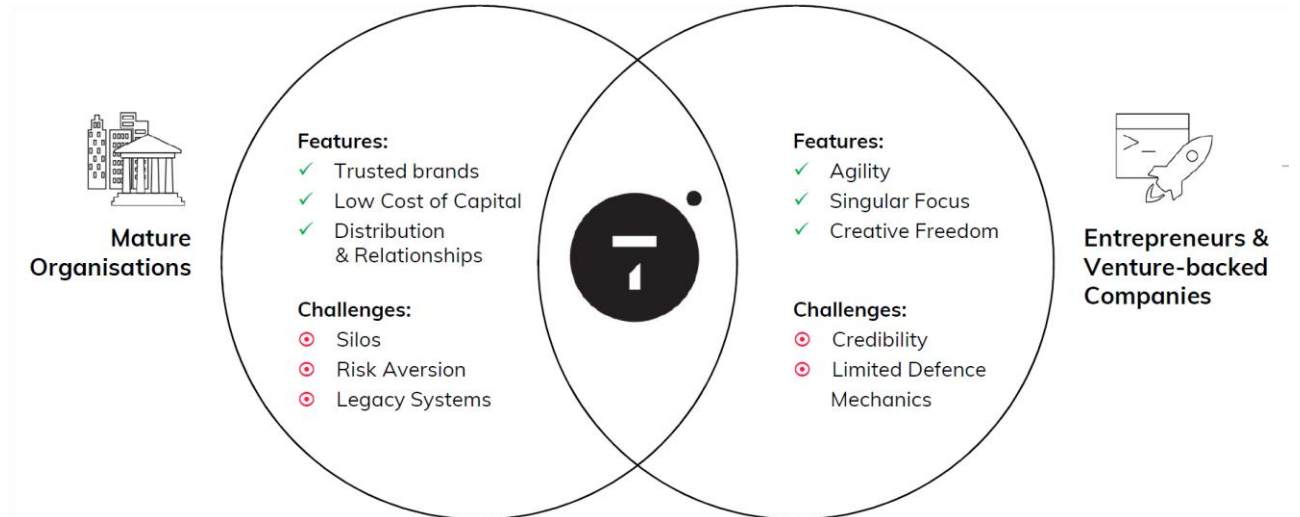 Mature
Organisations
Features:
Trusted brands
Low Cost of Capital
Distribution
& Relationships
Challenges:
Silos
Risk Aversion
Legacy Systems
Features:
Agility
Singular Focus
Creative Freedom
Challenges:
Credibility
Limited Defence
Mechanics
>_
Entrepreneurs &
Venture-backed
Companies